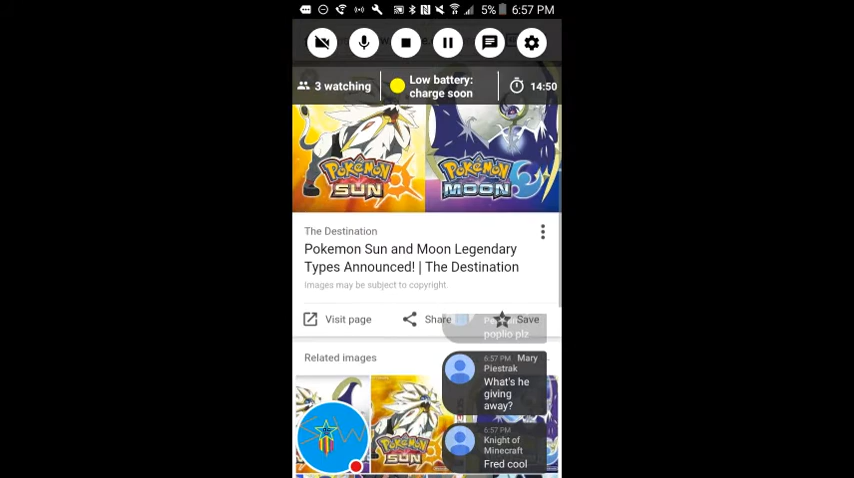 5% 6:57 PM
3 watching
Low battery:
charge soon
14:50
POKéMON
SUN
POKéMON
MOON
The Destination
Pokemon Sun and Moon Legendary
Types Announced! | The Destination
Images may be subject to copyright.
Visit page
Share
Save
poplio plz
Related images
6:57 PM Mary
Piestrak
What's he
giving
away?
6:57 PM
Knight of
Minecraft
Fred cool
POKéMON
SUN